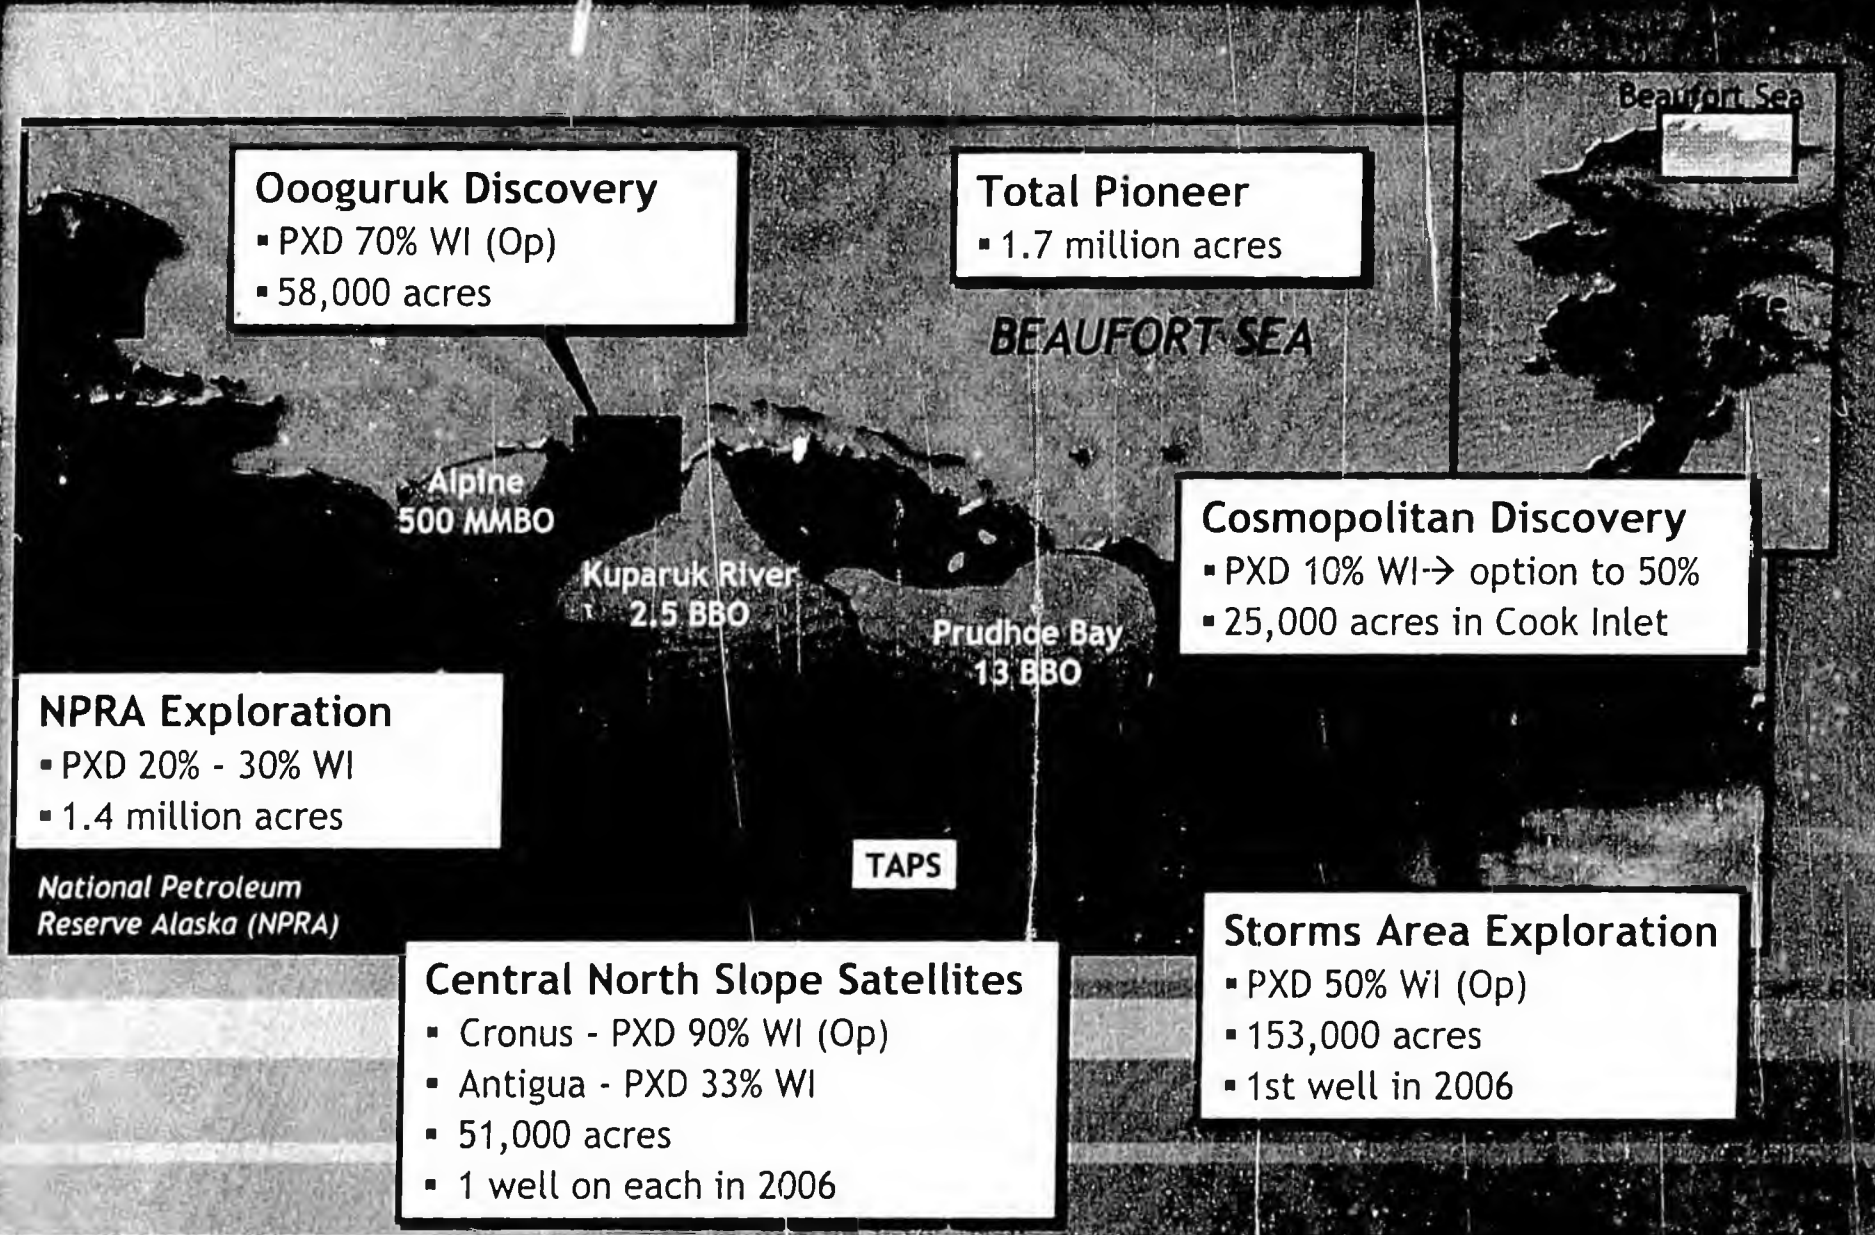 Beaufort Sea
Oooguruk Discovery
▪ PXD 70% WI (Op)
▪ 58,000 acres
Total Pioneer
▪ 1.7 million acres
BEAUFORT SEA
Alpine
500 MMBO
Kuparuk River
2.5 BBO
Prudhoe Bay
13 BBO
Cosmopolitan Discovery
▪ PXD 10% WI→ option to 50%
▪ 25,000 acres in Cook Inlet
NPRA Exploration
▪ PXD 20% - 30% WI
▪ 1.4 million acres
National Petroleum
Reserve Alaska (NPRA)
TAPS
Central North Slope Satellites
▪ Cronus - PXD 90% WI (Op)
▪ Antigua - PXD 33% WI
▪ 51,000 acres
▪ 1 well on each in 2006
Storms Area Exploration
▪ PXD 50% WI (Op)
▪ 153,000 acres
▪ 1st well in 2006